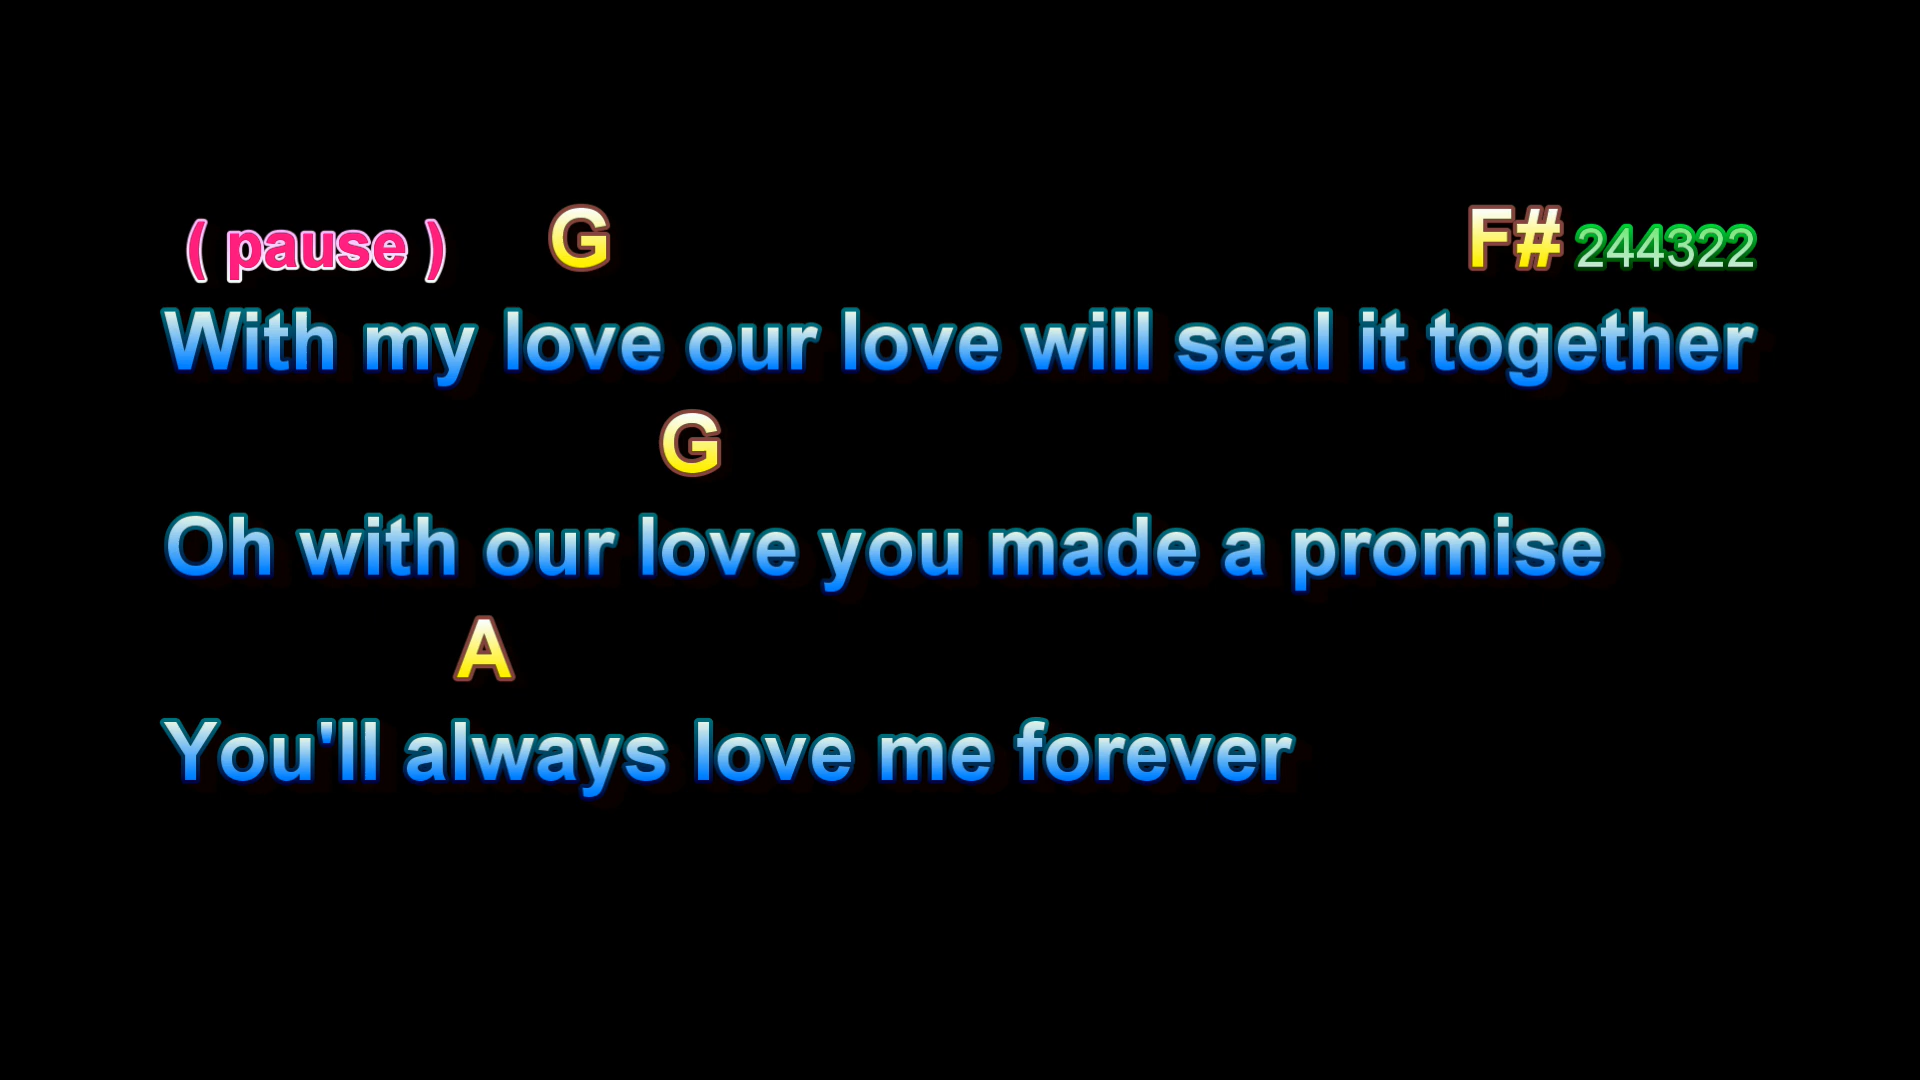 ( pause ) G F# 244322
With my love our love will seal it together
G
Oh with our love you made a promise
A
You'll always love me forever